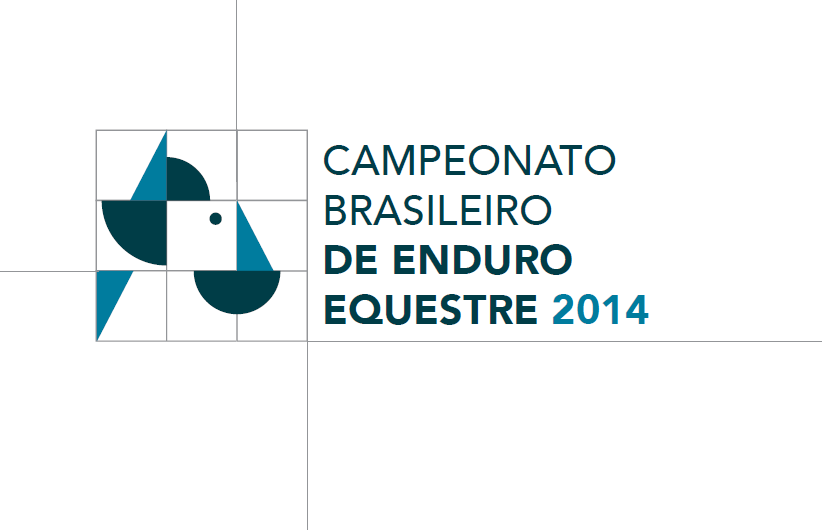 CAMPEONATO
BRASILEIRO
DE ENDURO
EQUESTRE 2014